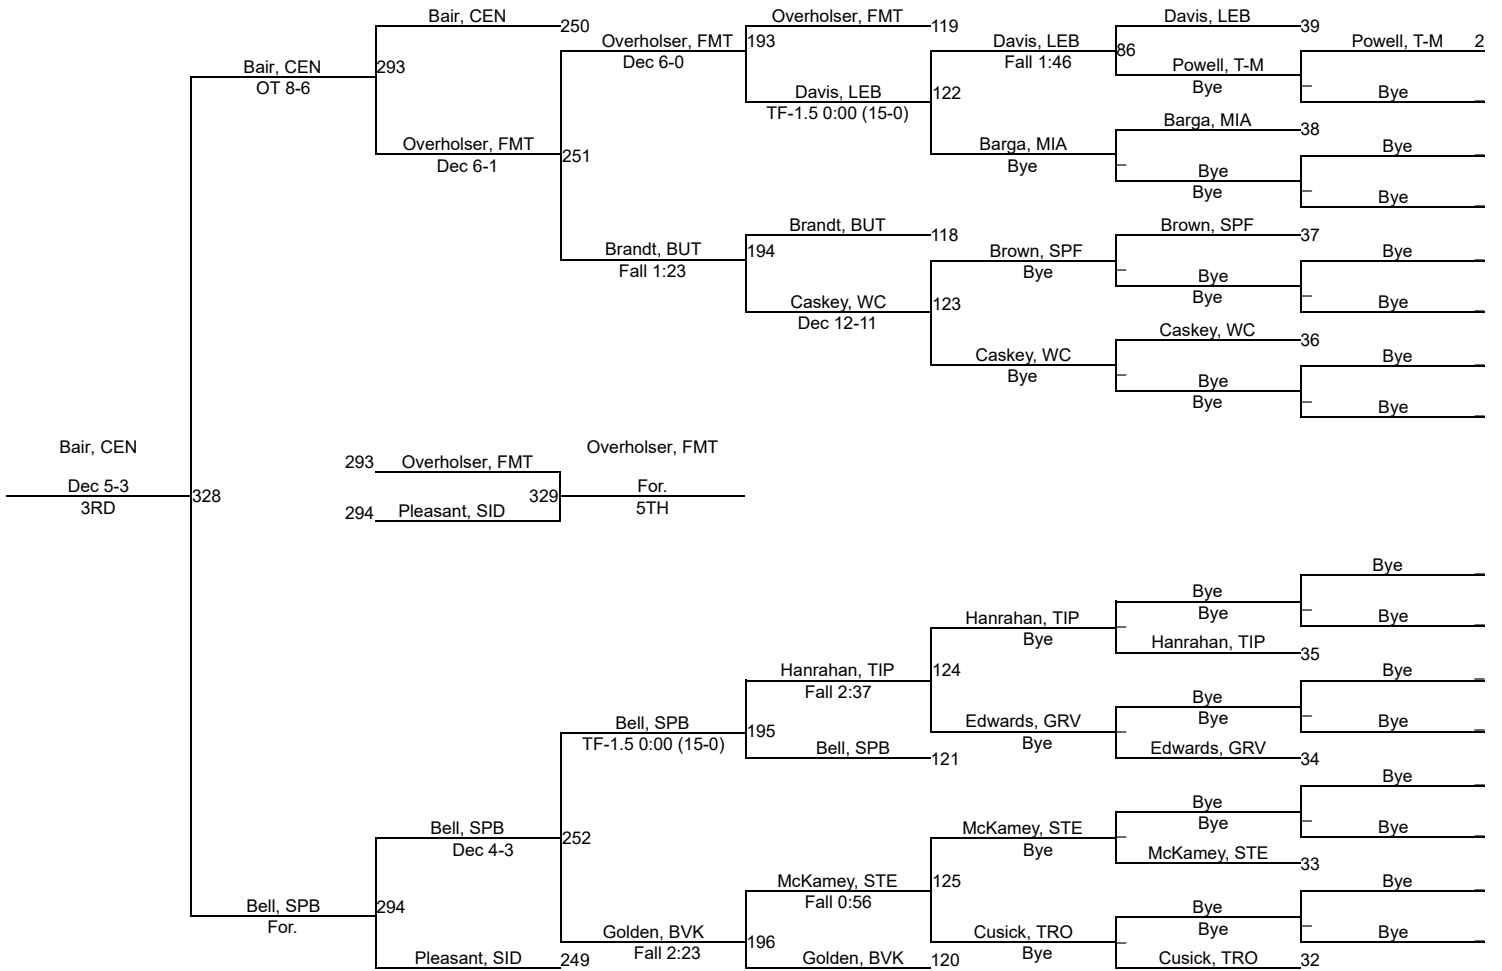 Bair, CEN 250 Overholser, FMT 119 Davis, LEB 39
Overholser, FMT 193 Davis, LEB 86 Powell, T-M 2
Bair, CEN 293 Dec 6-0 Fall 1:46 Powell, T-M
OT 8-6 Davis, LEB 122 Bye Bye
TF-1.5 0:00 (15-0) Barga, MIA 38
Overholser, FMT 251 Barga, MIA Bye
Dec 6-1 Bye Bye
Bye Bye
Brandt, BUT 118 Brown, SPF 37
Brandt, BUT 194 Brown, SPF Bye
Fall 1:23 Bye Bye
Caskey, WC 123 Bye Bye
Dec 12-11 Caskey, WC 36
Caskey, WC Bye
Bye Bye
Bye Bye
Bair, CEN Overholser, FMT
293 Overholser, FMT
Dec 5-3 328 329 For.
3RD 294 Pleasant, SID 5TH
Bye
Bye
Hanrahan, TIP Bye Bye
Bye Hanrahan, TIP 35
Hanrahan, TIP 124 Bye
Fall 2:37 Bye
Bell, SPB 195 Edwards, GRV Bye Bye
TF-1.5 0:00 (15-0) Bell, SPB 121 Bye Edwards, GRV 34
Bye
Bye
Bell, SPB 252 McKamey, STE Bye Bye
Dec 4-3 Bye McKamey, STE 33
McKamey, STE 125 Bye
Bell, SPB 294 Fall 0:56 Bye
For. Golden, BVK 196 Cusick, TRO Bye Bye
Pleasant, SID 249 Fall 2:23 Golden, BVK 120 Bye Cusick, TRO 32